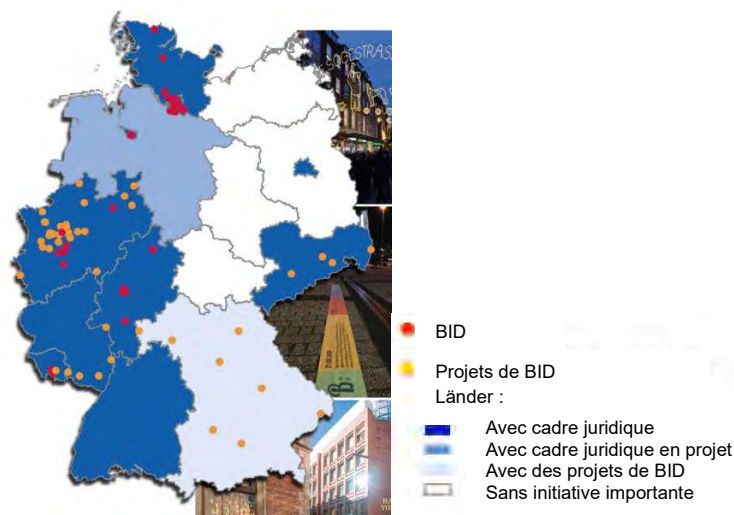 SOGESTRAS
BID
Projets de BID
Länder :
Avec cadre juridique
Avec cadre juridique en projet
Avec des projets de BID
Sans initiative importante